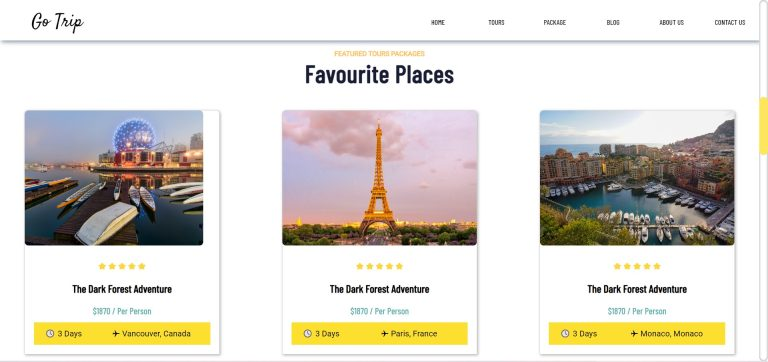 Go Trip
HOME TOURS PACKAGE BLOG ABOUT US CONTACT US
FEATURED TOURS PACKAGES
Favourite Places
The Dark Forest Adventure
$1870 / Per Person
3 Days Vancouver, Canada
The Dark Forest Adventure
$1870 / Per Person
3 Days Paris, France
The Dark Forest Adventure
$1870 / Per Person
3 Days Monaco, Monaco